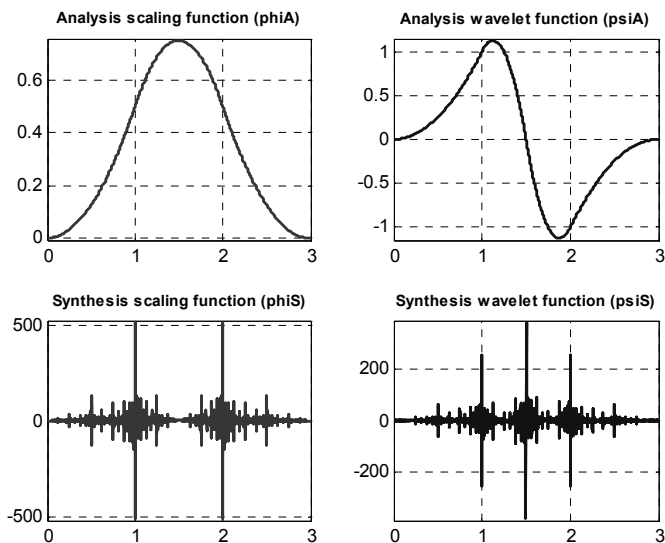 Analysis scaling function (phiA)
0.6
0.4
0.2
0
0 1 2 3
Analysis wavelet function (psiA)
1
0.5
0
-0.5
-1
0 1 2 3
Synthesis scaling function (phiS)
500
0
-500
0 1 2 3
Synthesis wavelet function (psiS)
200
0
-200
0 1 2 3